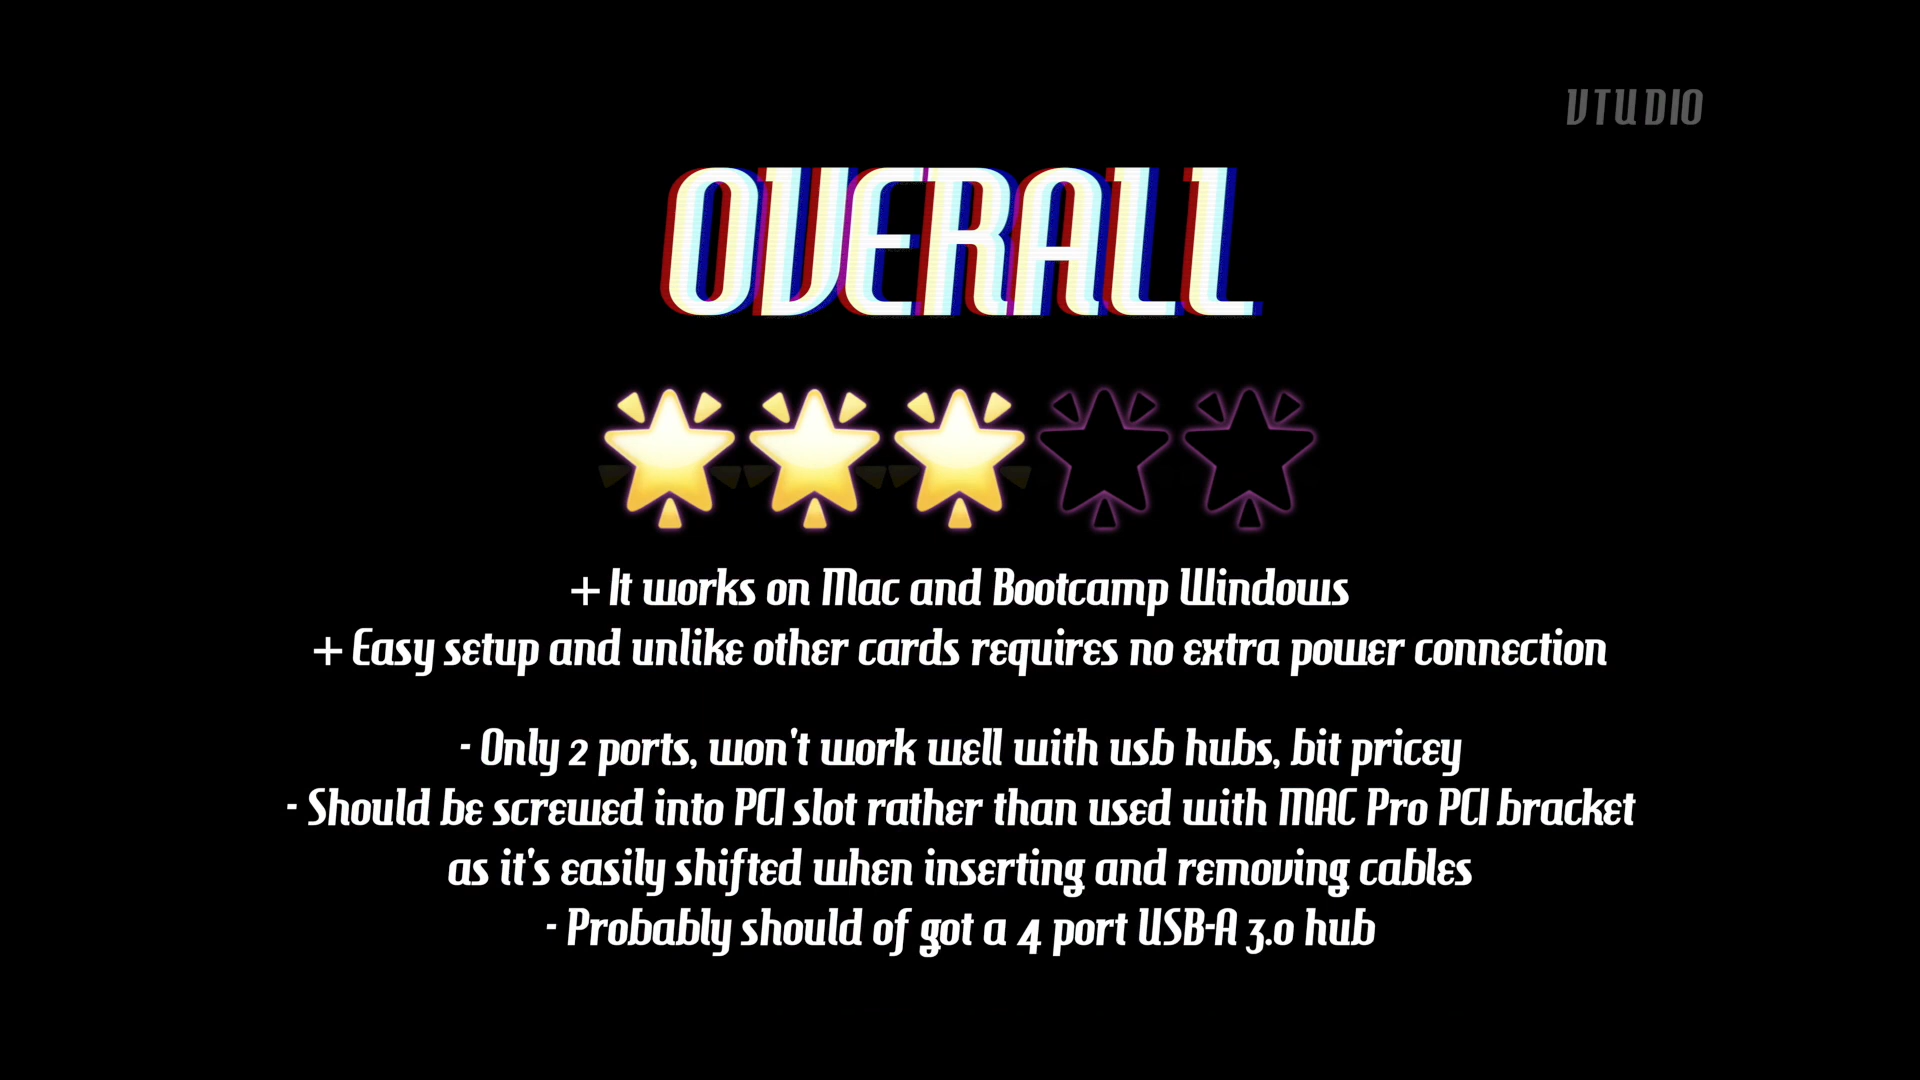 VTUDIO
OVERALL
+ It works on Mac and Bootcamp Windows
+ Easy setup and unlike other cards requires no extra power connection
- Only 2 ports, won't work well with usb hubs, bit pricey
- Should be screwed into PCI slot rather than used with MAC Pro PCI bracket
as it's easily shifted when inserting and removing cables
- Probably should of got a 4 port USB-A 3.0 hub